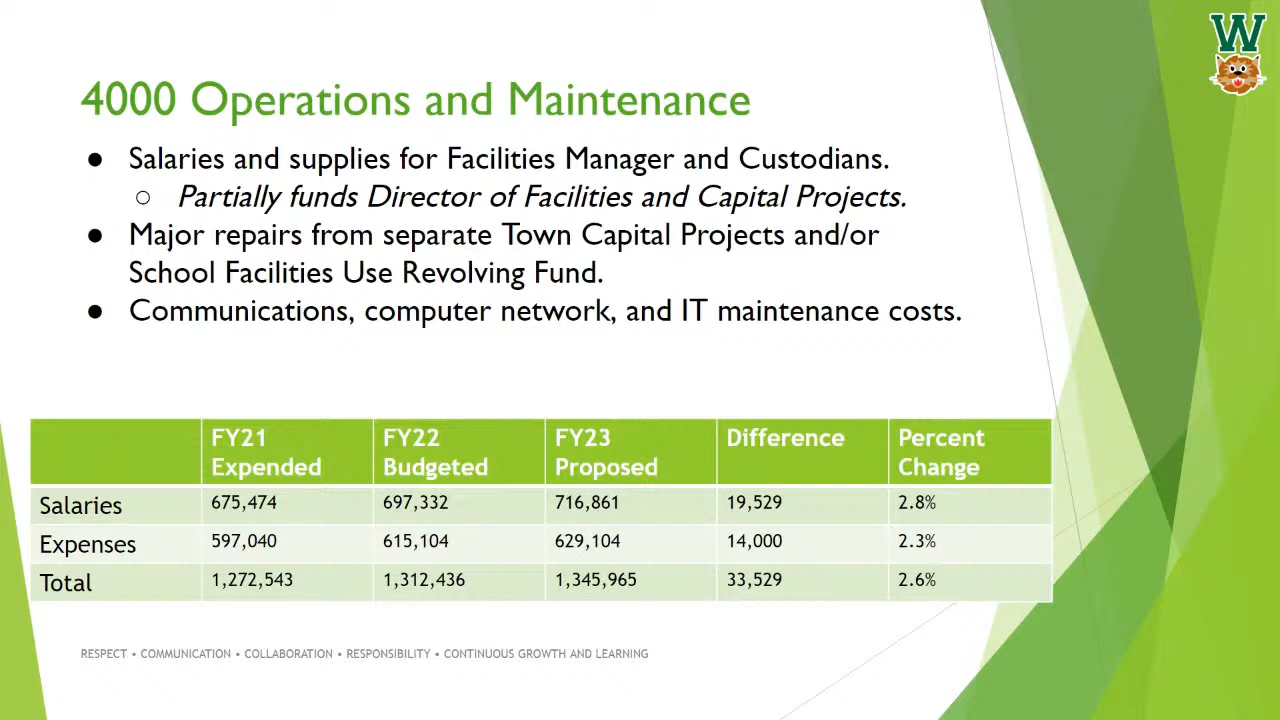 W
4000 Operations and Maintenance
● Salaries and supplies for Facilities Manager and Custodians.
○ Partially funds Director of Facilities and Capital Projects.
● Major repairs from separate Town Capital Projects and/or
School Facilities Use Revolving Fund.
● Communications, computer network, and IT maintenance costs.
FY21 Expended FY22 Budgeted FY23 Proposed Difference Percent Change
Salaries 675,474 697,332 716,861 19,529 2.8%
Expenses 597,040 615,104 629,104 14,000 2.3%
Total 1,272,543 1,312,436 1,345,965 33,529 2.6%
RESPECT • COMMUNICATION • COLLABORATION • RESPONSIBILITY • CONTINUOUS GROWTH AND LEARNING